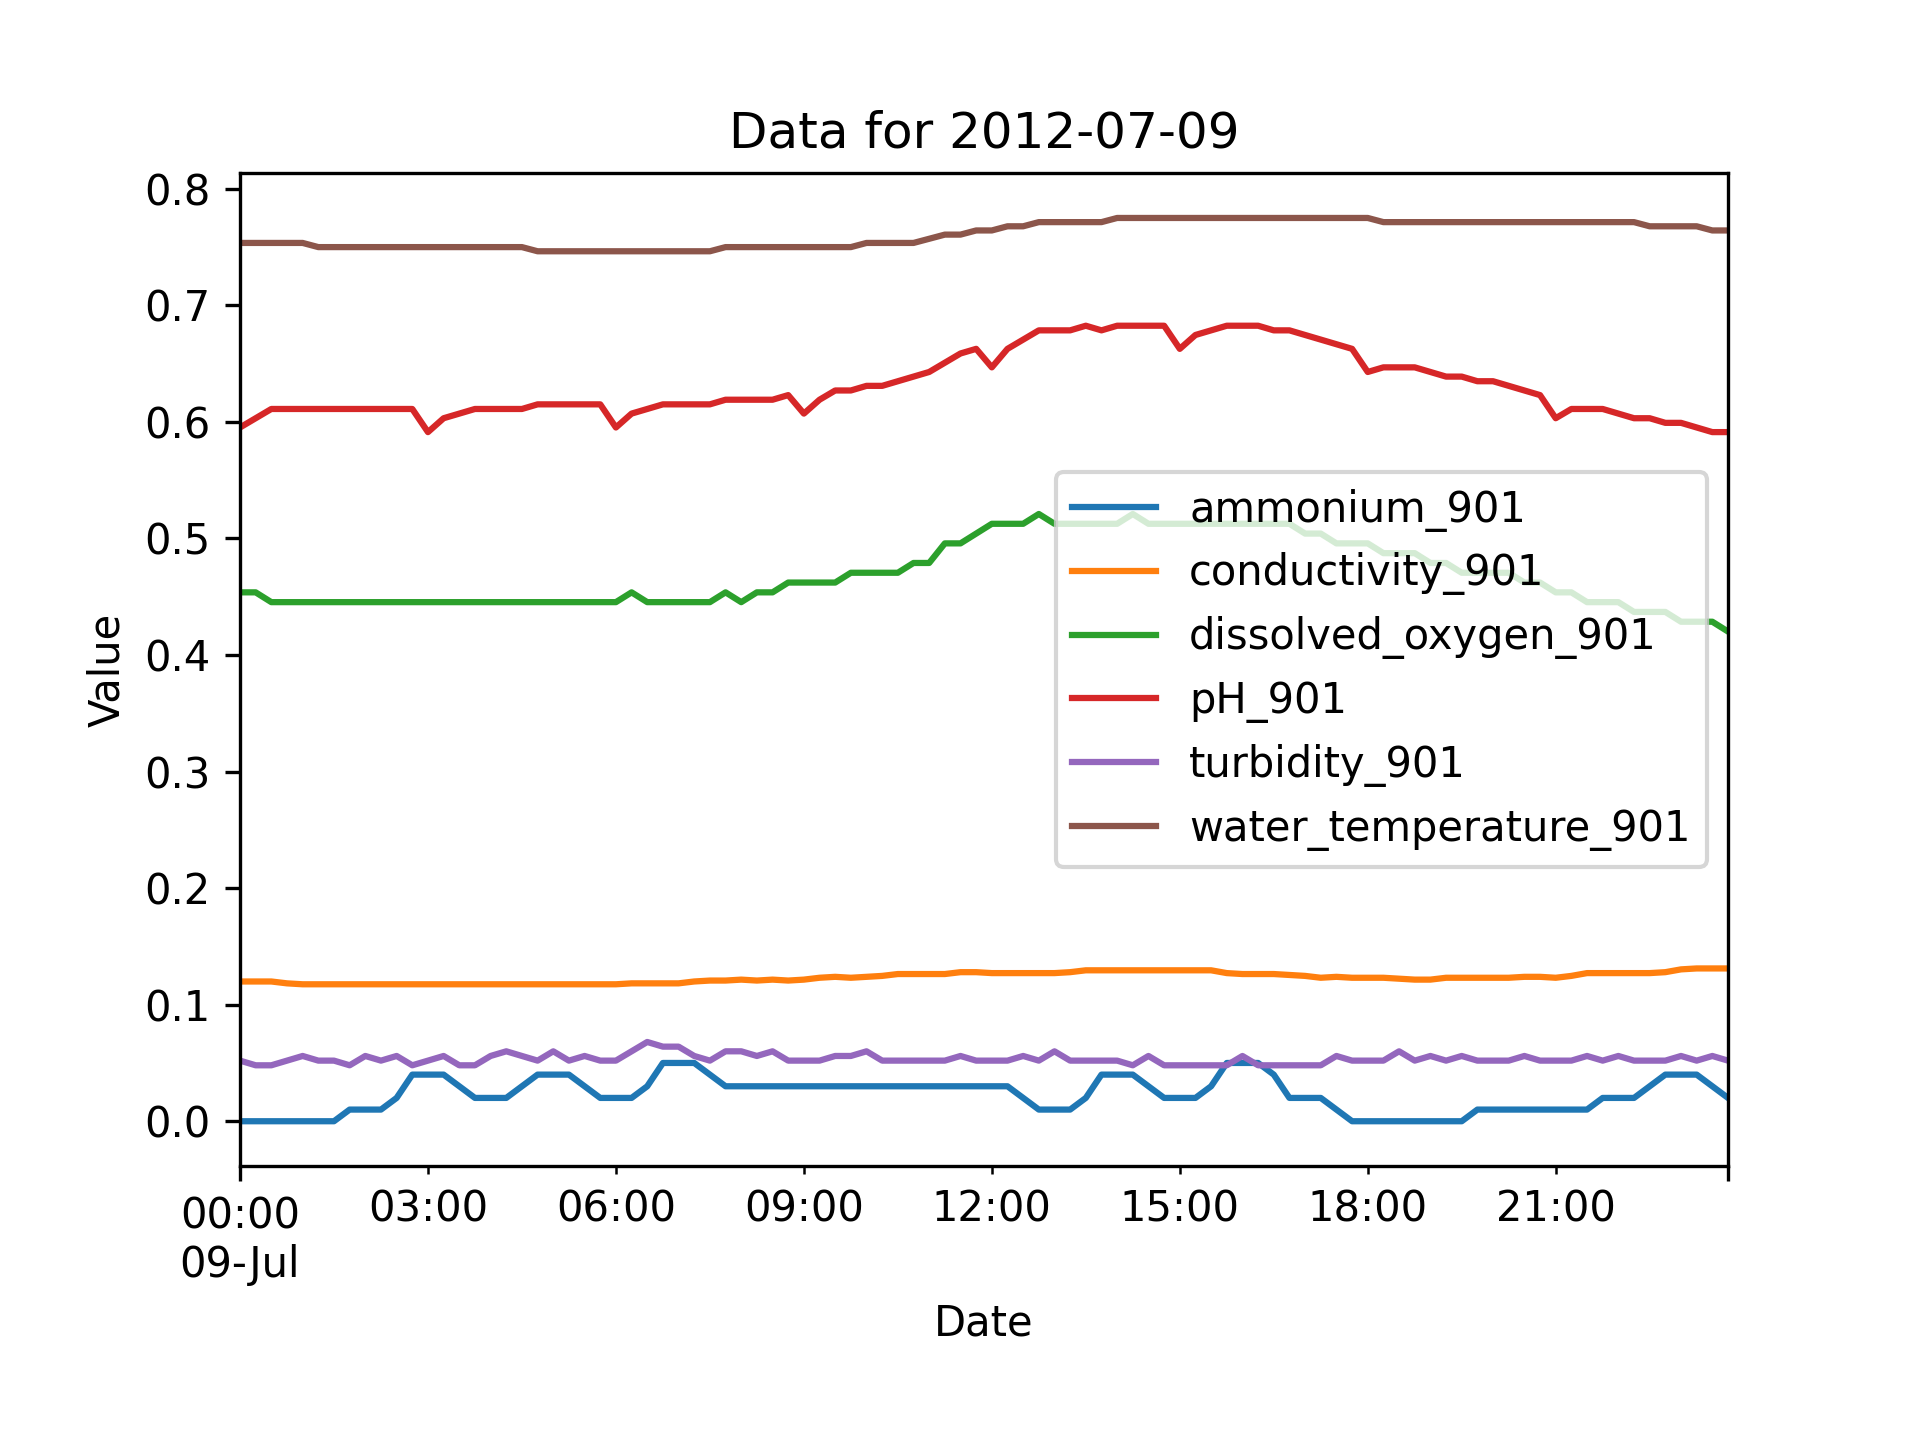 Data for 2012-07-09
0.8
0.7
0.6
0.5
0.4
0.3
0.2
0.1
0.0
Value
ammonium_901
conductivity_901
dissolved_oxygen_901
pH_901
turbidity_901
water_temperature_901
00:00 03:00 06:00 09:00 12:00 15:00 18:00 21:00
09-Jul
Date